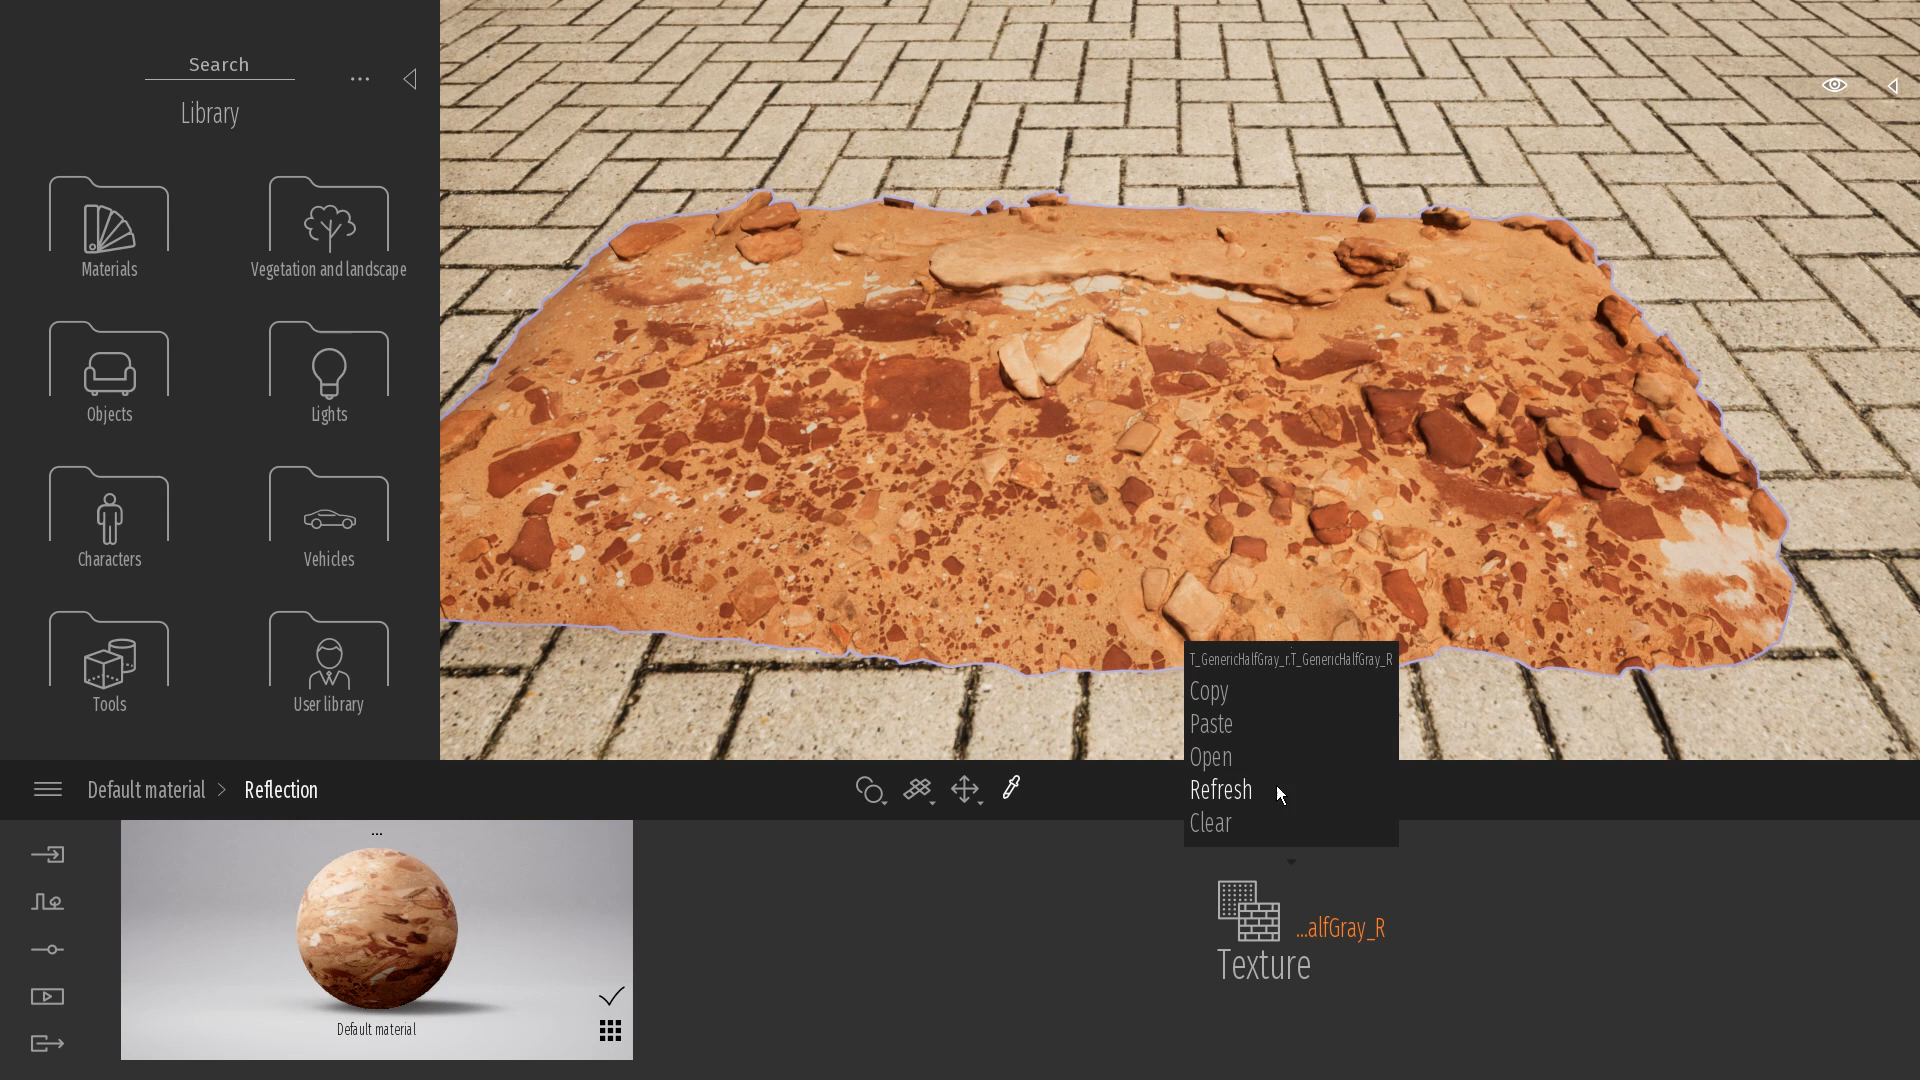 Search
...
Library
Materials
Vegetation and landscape
Objects
Lights
Characters
Vehicles
Tools
User library
T_GenericHalfGray_r.T_GenericHalfGray_R
Copy
Paste
Open
Refresh
Clear
Default material > Reflection
...
Default material
...alfGray_R
Texture